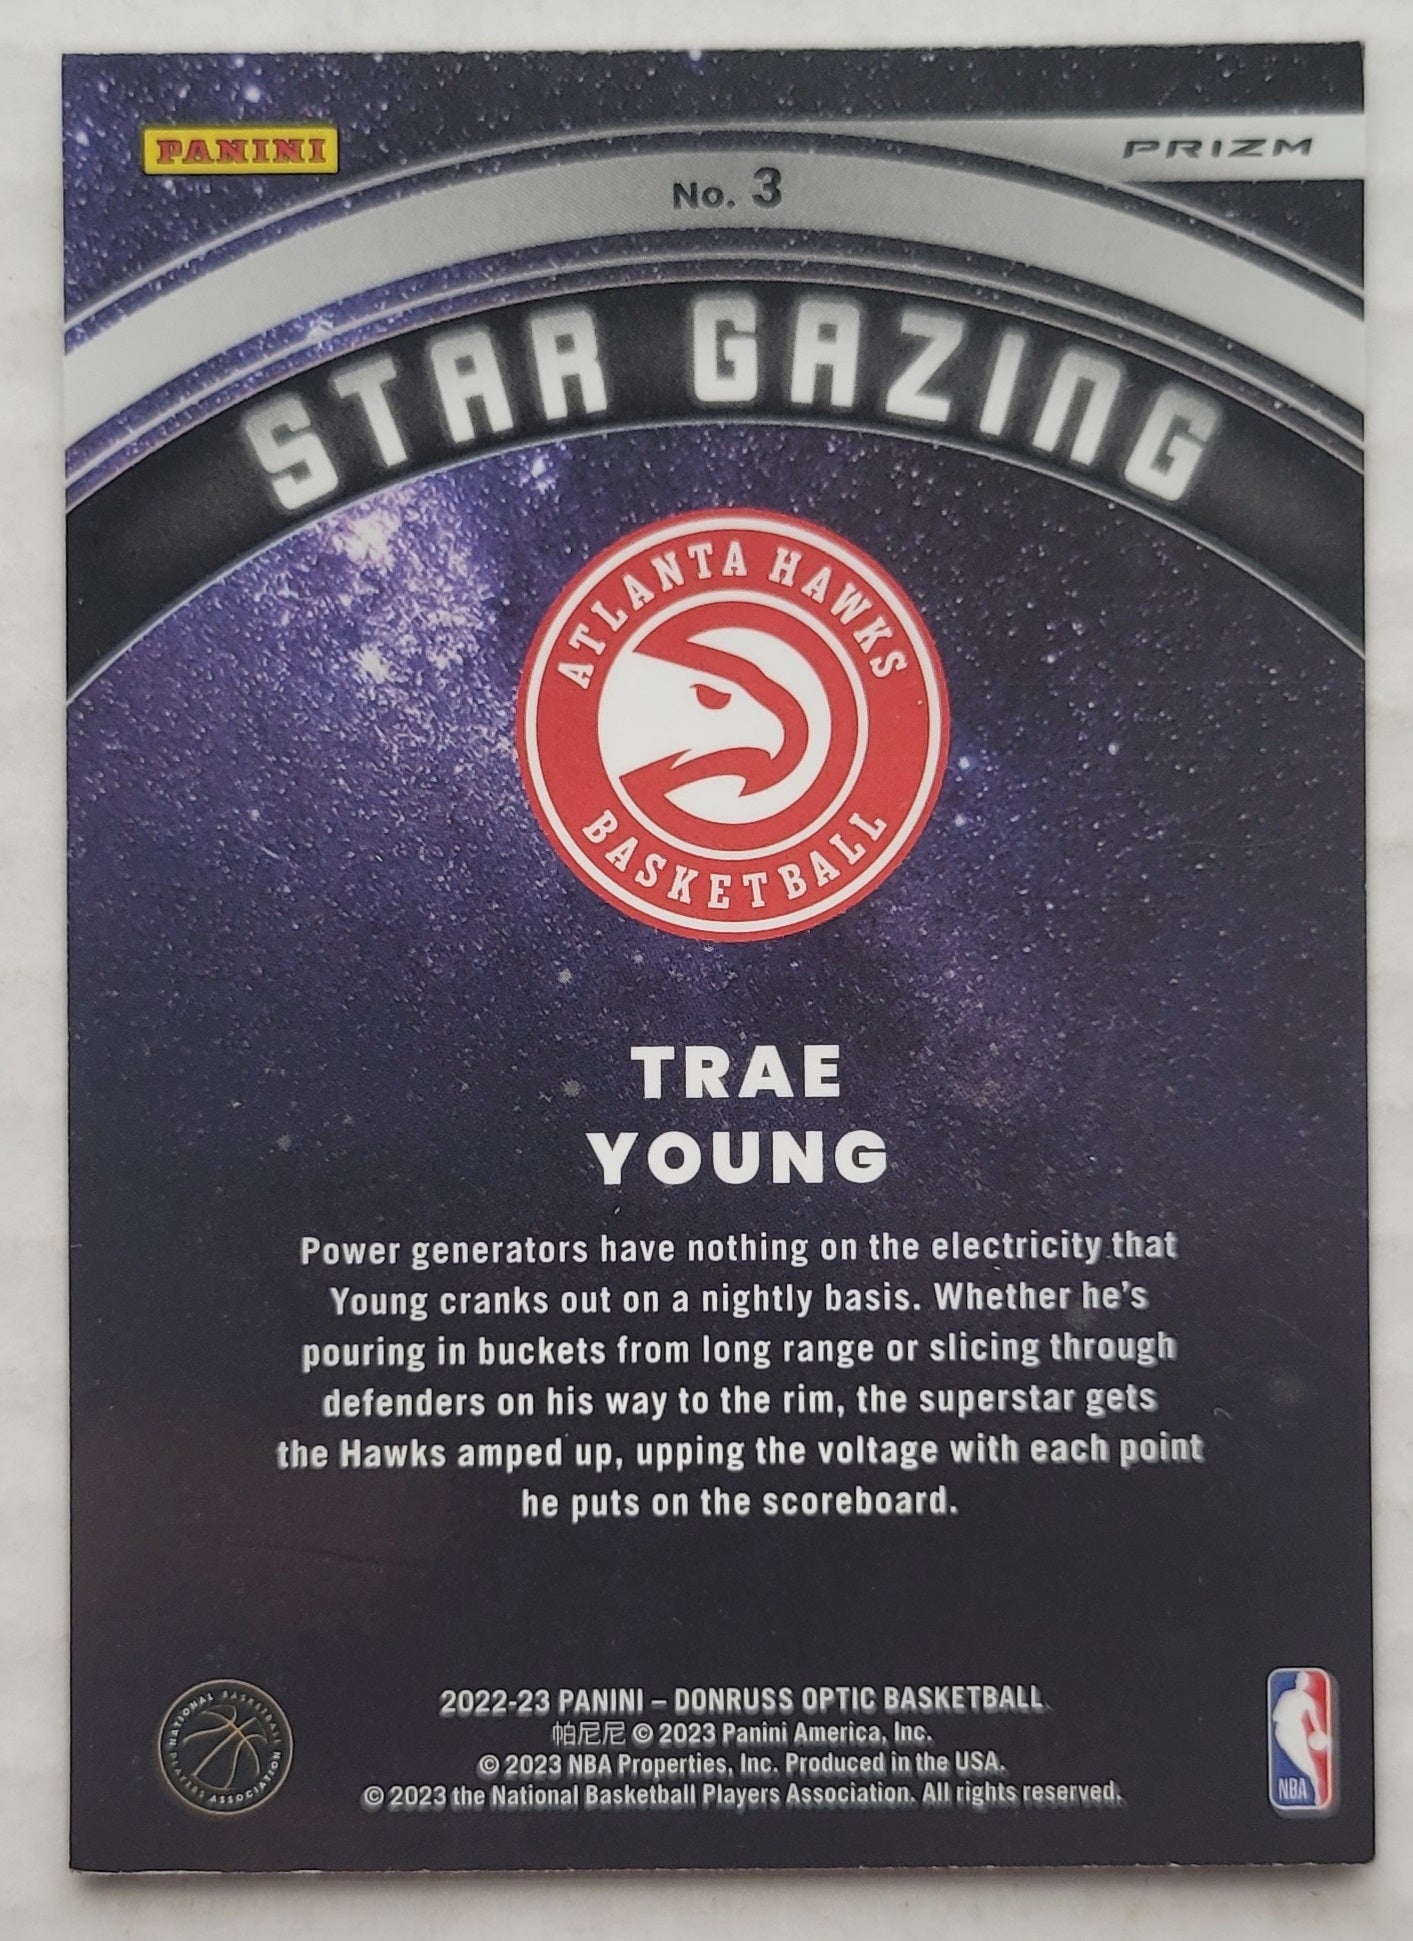 PANINI
PRIZM
No. 3
STAR GAZING
ATLANTA HAWKS
BASKETBALL
TRAE
YOUNG
Power generators have nothing on the electricity that
Young cranks out on a nightly basis. Whether he's
pouring in buckets from long range or slicing through
defenders on his way to the rim, the superstar gets
the Hawks amped up, upping the voltage with each point
he puts on the scoreboard.
NATIONAL BASKETBALL
PLAYERS ASSOCIATION
2022-23 PANINI – DONRUSS OPTIC BASKETBALL
帕尼尼 © 2023 Panini America, Inc.
© 2023 NBA Properties, Inc. Produced in the USA.
© 2023 the National Basketball Players Association. All rights reserved.
NBA